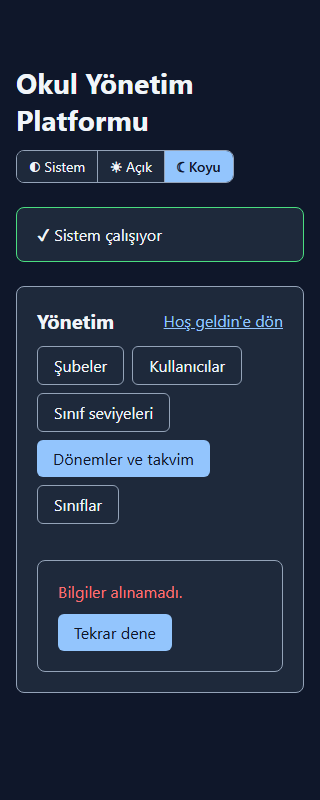 Okul Yönetim
Platformu
◐ Sistem ☀ Açık ☾ Koyu
✓ Sistem çalışıyor
Yönetim Hoş geldin'e dön
Şubeler Kullanıcılar
Sınıf seviyeleri
Dönemler ve takvim
Sınıflar
Bilgiler alınamadı.
Tekrar dene